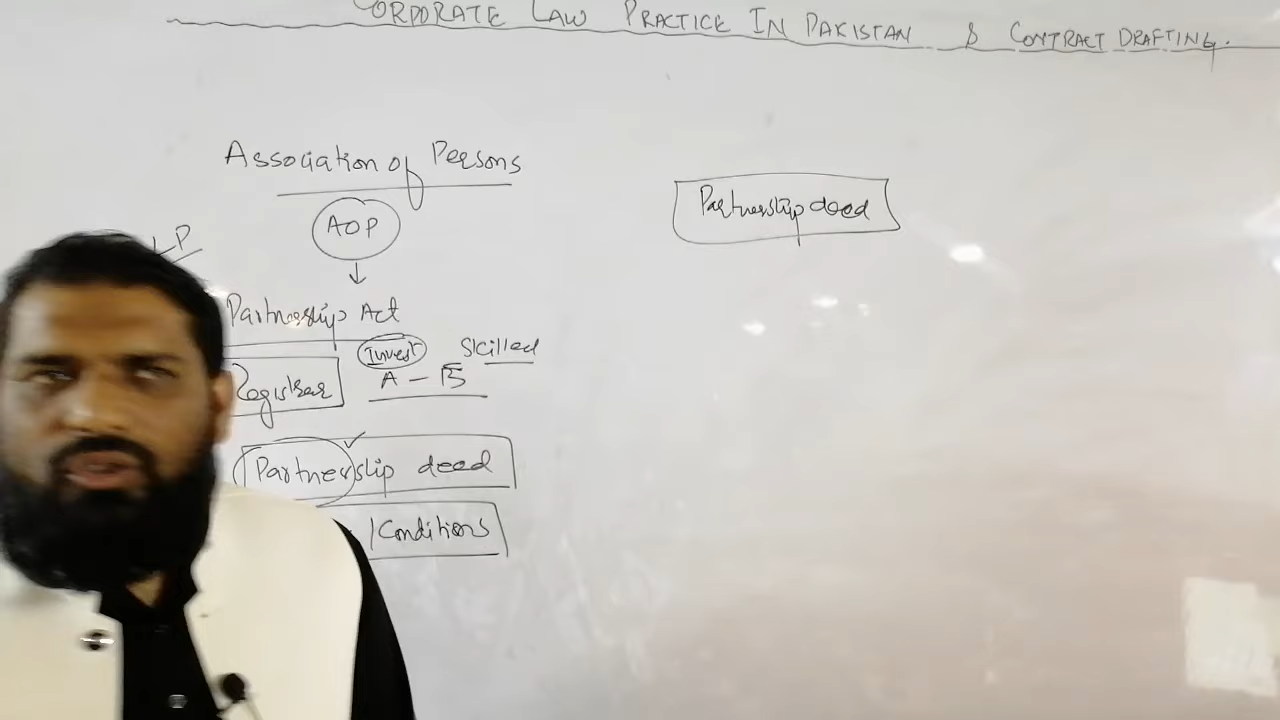 CORPORATE LAW PRACTICE IN PAKISTAN & CONTRACT DRAFTING.
Association of Persons
AOP
Partnership deed
LP
Partnership Act
Invest Skilled
A – B
Registrar
Partnership deed
/Conditions